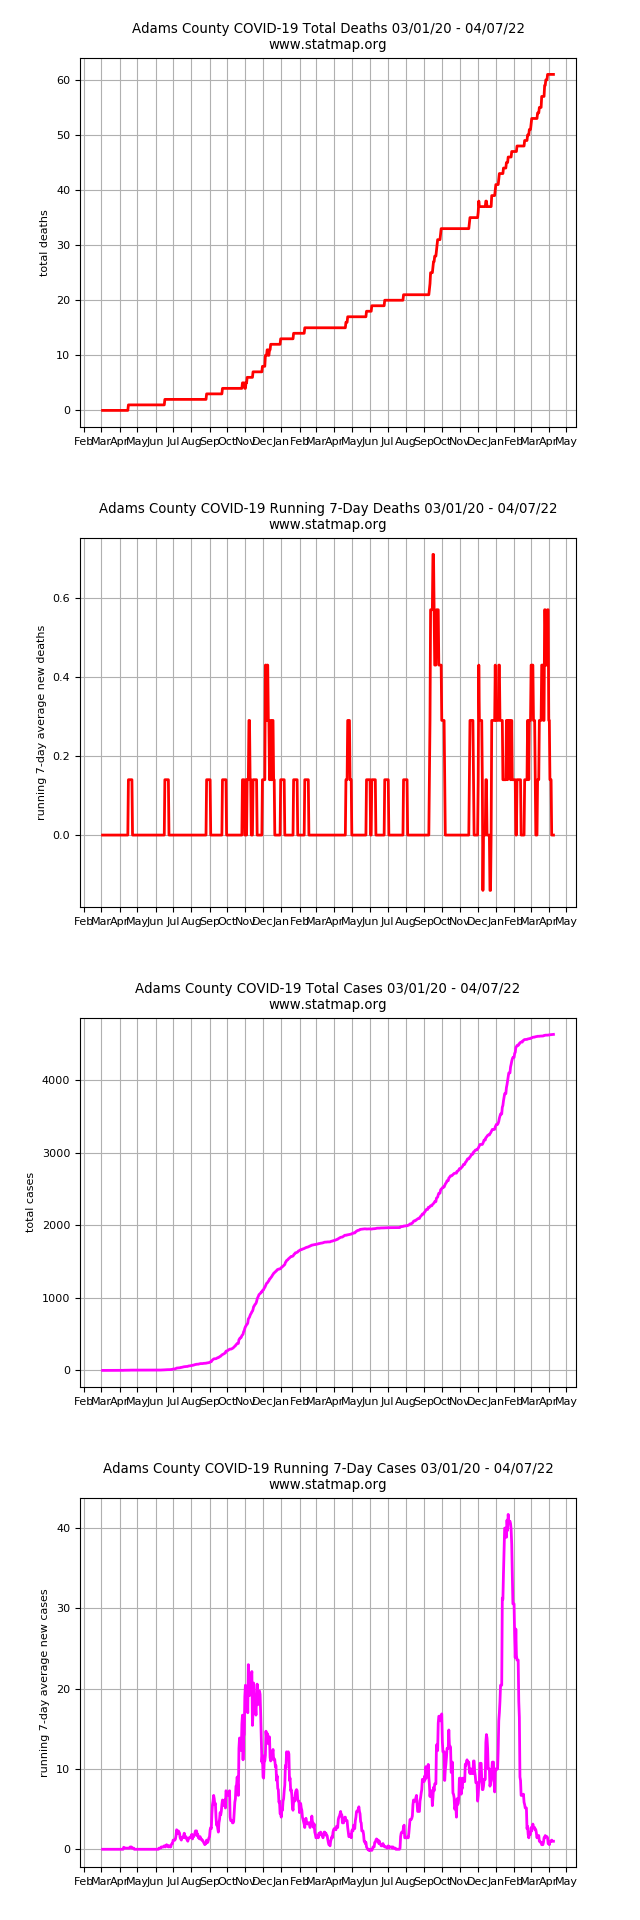 Adams County COVID-19 Total Deaths 03/01/20 - 04/07/22
www.statmap.org
60
50
40
30
20
10
0
total deaths
Feb Mar Apr May Jun Jul Aug Sep Oct Nov Dec Jan Feb Mar Apr May Jun Jul Aug Sep Oct Nov Dec Jan Feb Mar Apr May
Adams County COVID-19 Running 7-Day Deaths 03/01/20 - 04/07/22
www.statmap.org
0.6
0.4
0.2
0.0
running 7-day average new deaths
Feb Mar Apr May Jun Jul Aug Sep Oct Nov Dec Jan Feb Mar Apr May Jun Jul Aug Sep Oct Nov Dec Jan Feb Mar Apr May
Adams County COVID-19 Total Cases 03/01/20 - 04/07/22
www.statmap.org
4000
3000
2000
1000
0
total cases
Feb Mar Apr May Jun Jul Aug Sep Oct Nov Dec Jan Feb Mar Apr May Jun Jul Aug Sep Oct Nov Dec Jan Feb Mar Apr May
Adams County COVID-19 Running 7-Day Cases 03/01/20 - 04/07/22
www.statmap.org
40
30
20
10
0
running 7-day average new cases
Feb Mar Apr May Jun Jul Aug Sep Oct Nov Dec Jan Feb Mar Apr May Jun Jul Aug Sep Oct Nov Dec Jan Feb Mar Apr May